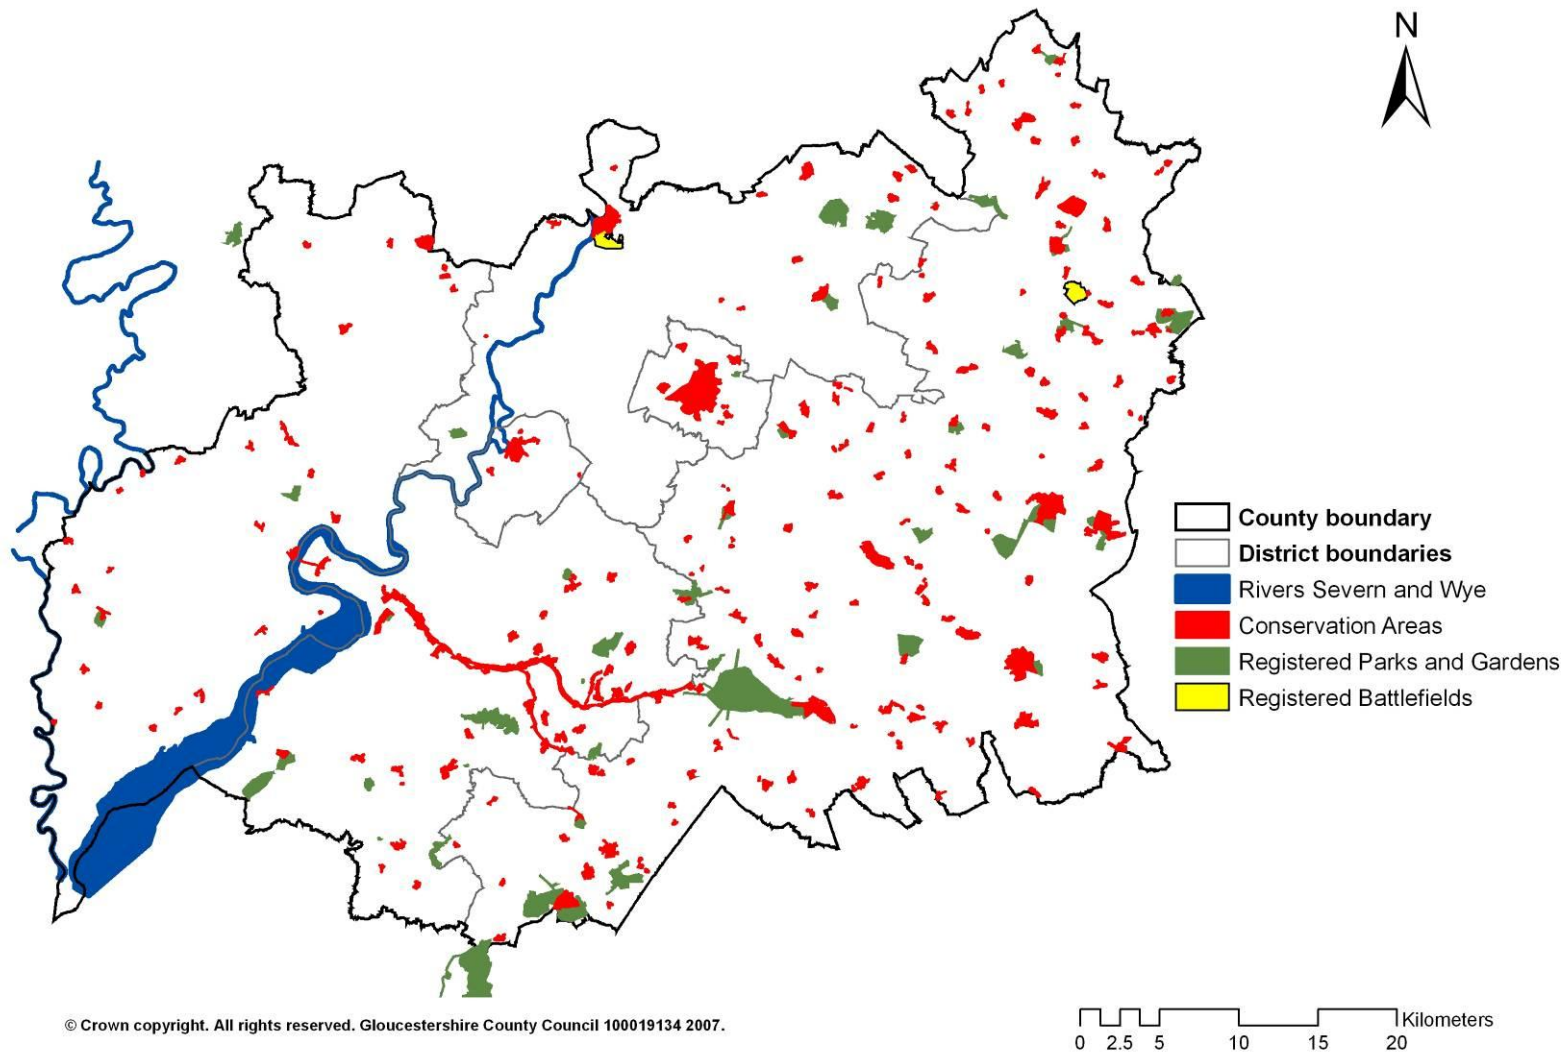 N
County boundary
District boundaries
Rivers Severn and Wye
Conservation Areas
Registered Parks and Gardens
Registered Battlefields
© Crown copyright. All rights reserved. Gloucestershire County Council 100019134 2007.
Kilometers
0 2.5 5 10 15 20